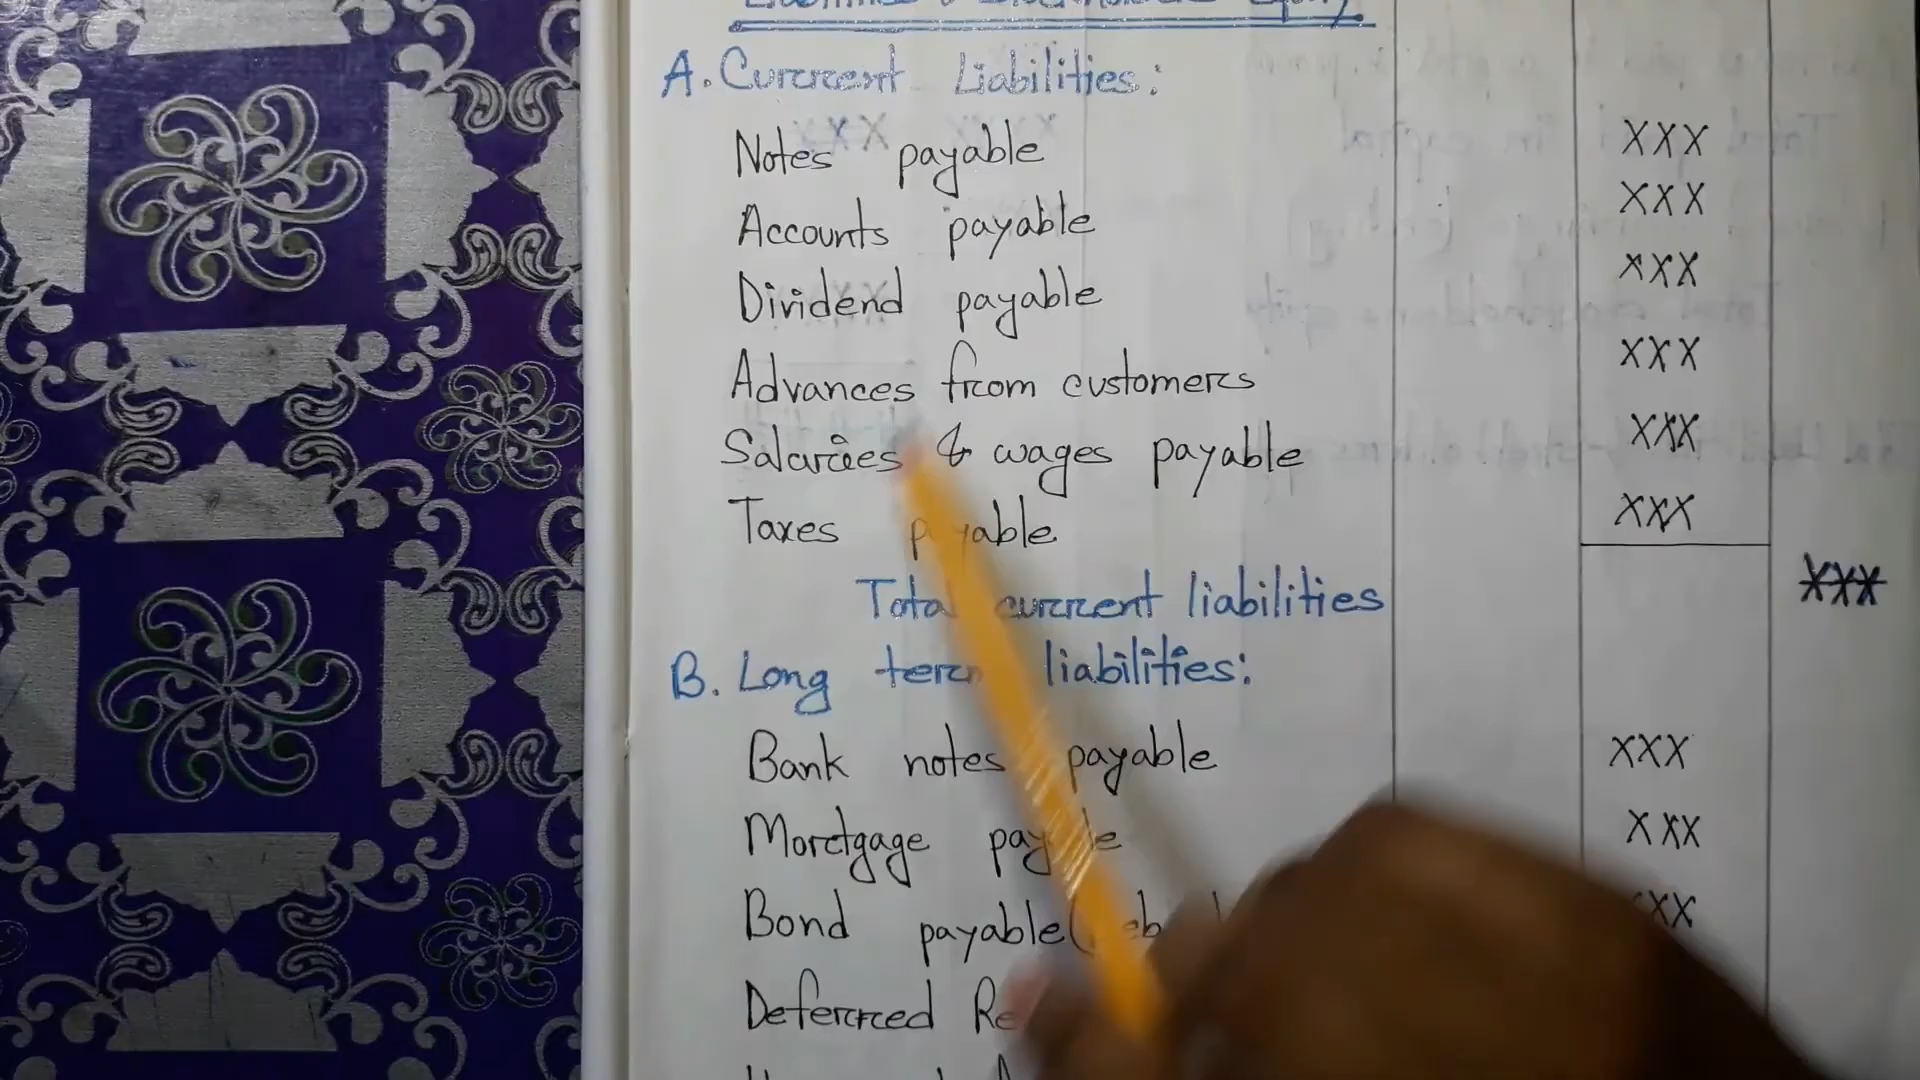 A. Current Liabilities:
Notes payable XXX
Accounts payable XXX
Dividend payable XXX
Advances from customers XXX
Salaries & wages payable XXX
Taxes payable XXX
Total current liabilities XXX
B. Long term liabilities:
Bank notes payable XXX
Mortgage XXX
Bond payable XX
Deferred